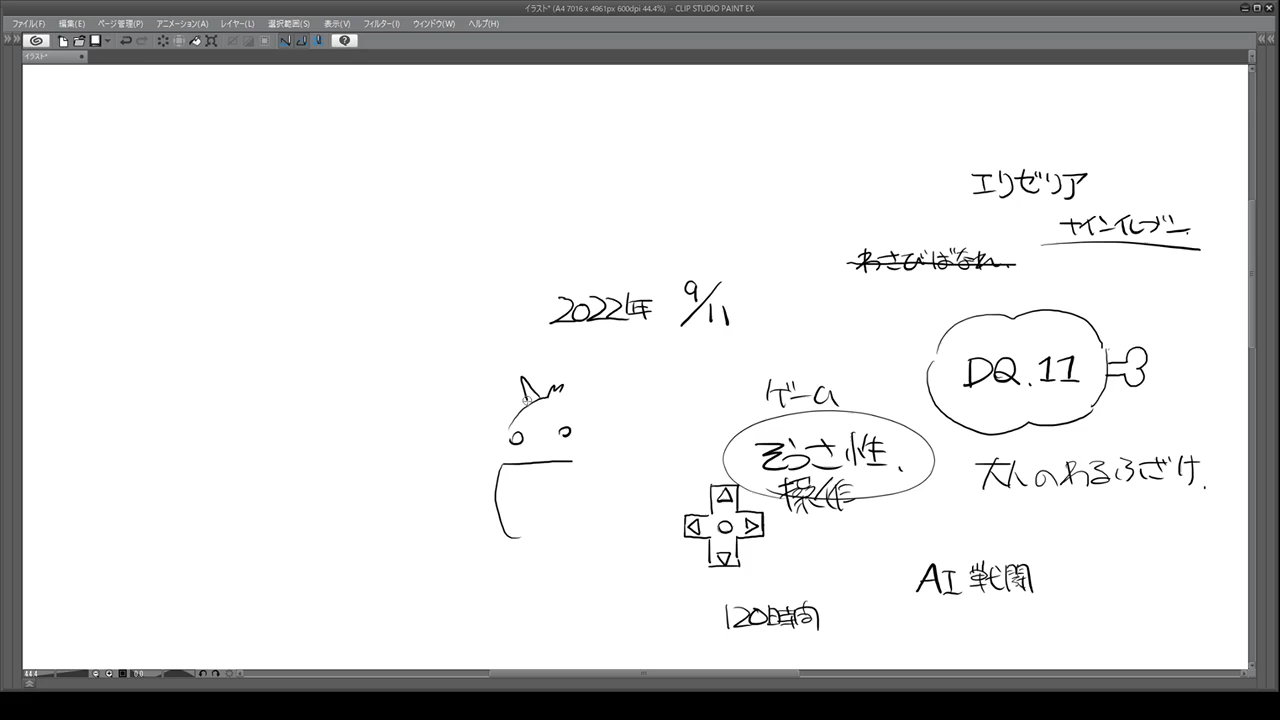 イラスト* (A4 7016 x 4961px 600dpi 44.4%) - CLIP STUDIO PAINT EX
ファイル(F) 編集(E) ページ管理(P) アニメーション(A) レイヤー(L) 選択範囲(S) 表示(V) フィルター(I) ウィンドウ(W) ヘルプ(H)
イラスト*
エリゼリア
ナインイレブン.
わさびばなれ
2022年 9/11
DQ.11
ゲーム
そうさ性.
操作
大人のわるふざけ.
AI戦闘
120時間
44.4
0.0